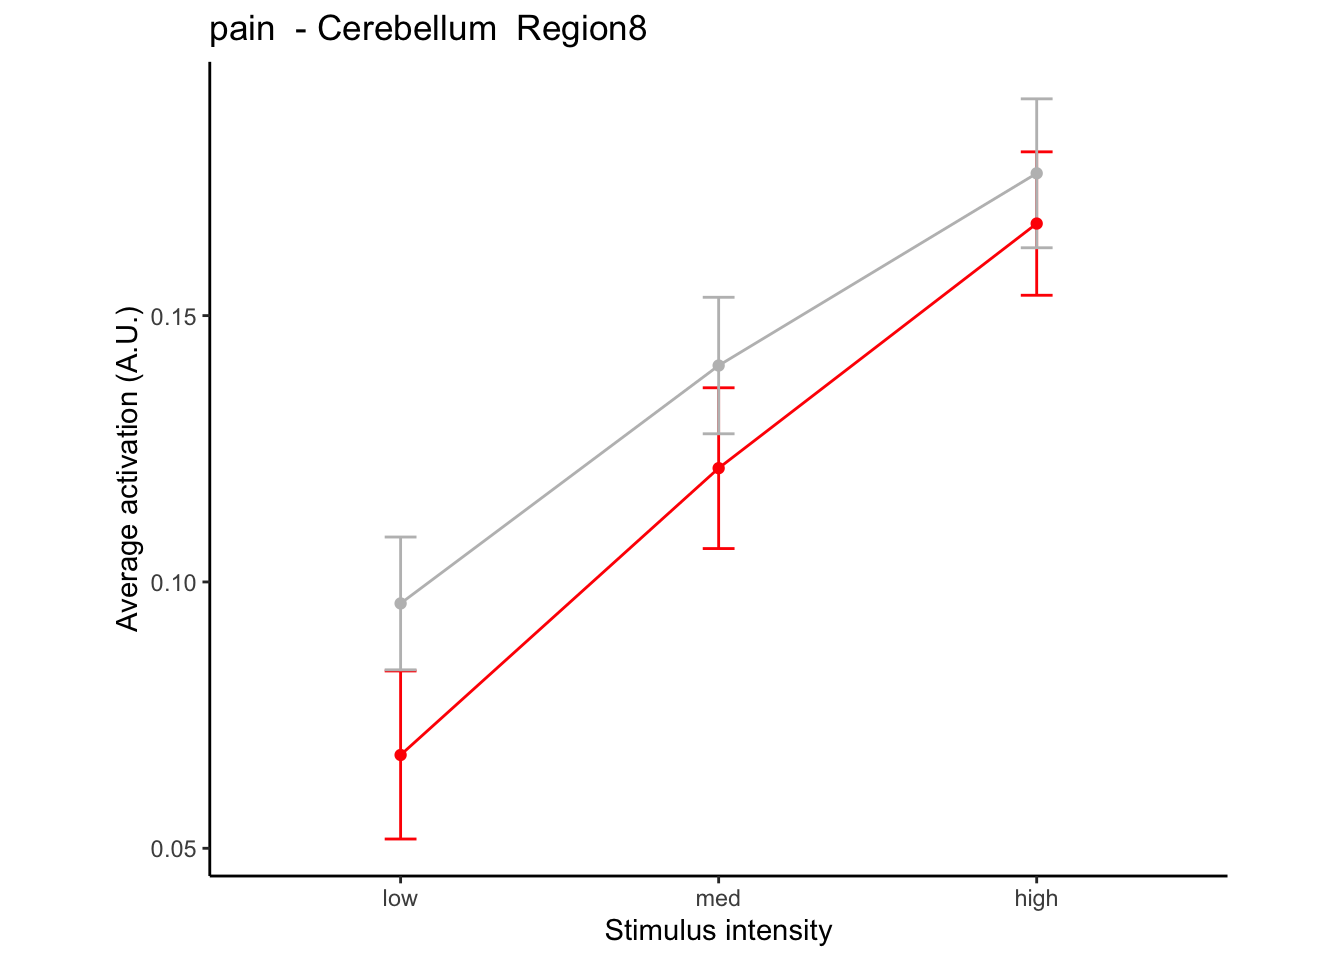 pain  - Cerebellum  Region8
Average activation (A.U.)
0.15
0.10
0.05
low med high
Stimulus intensity